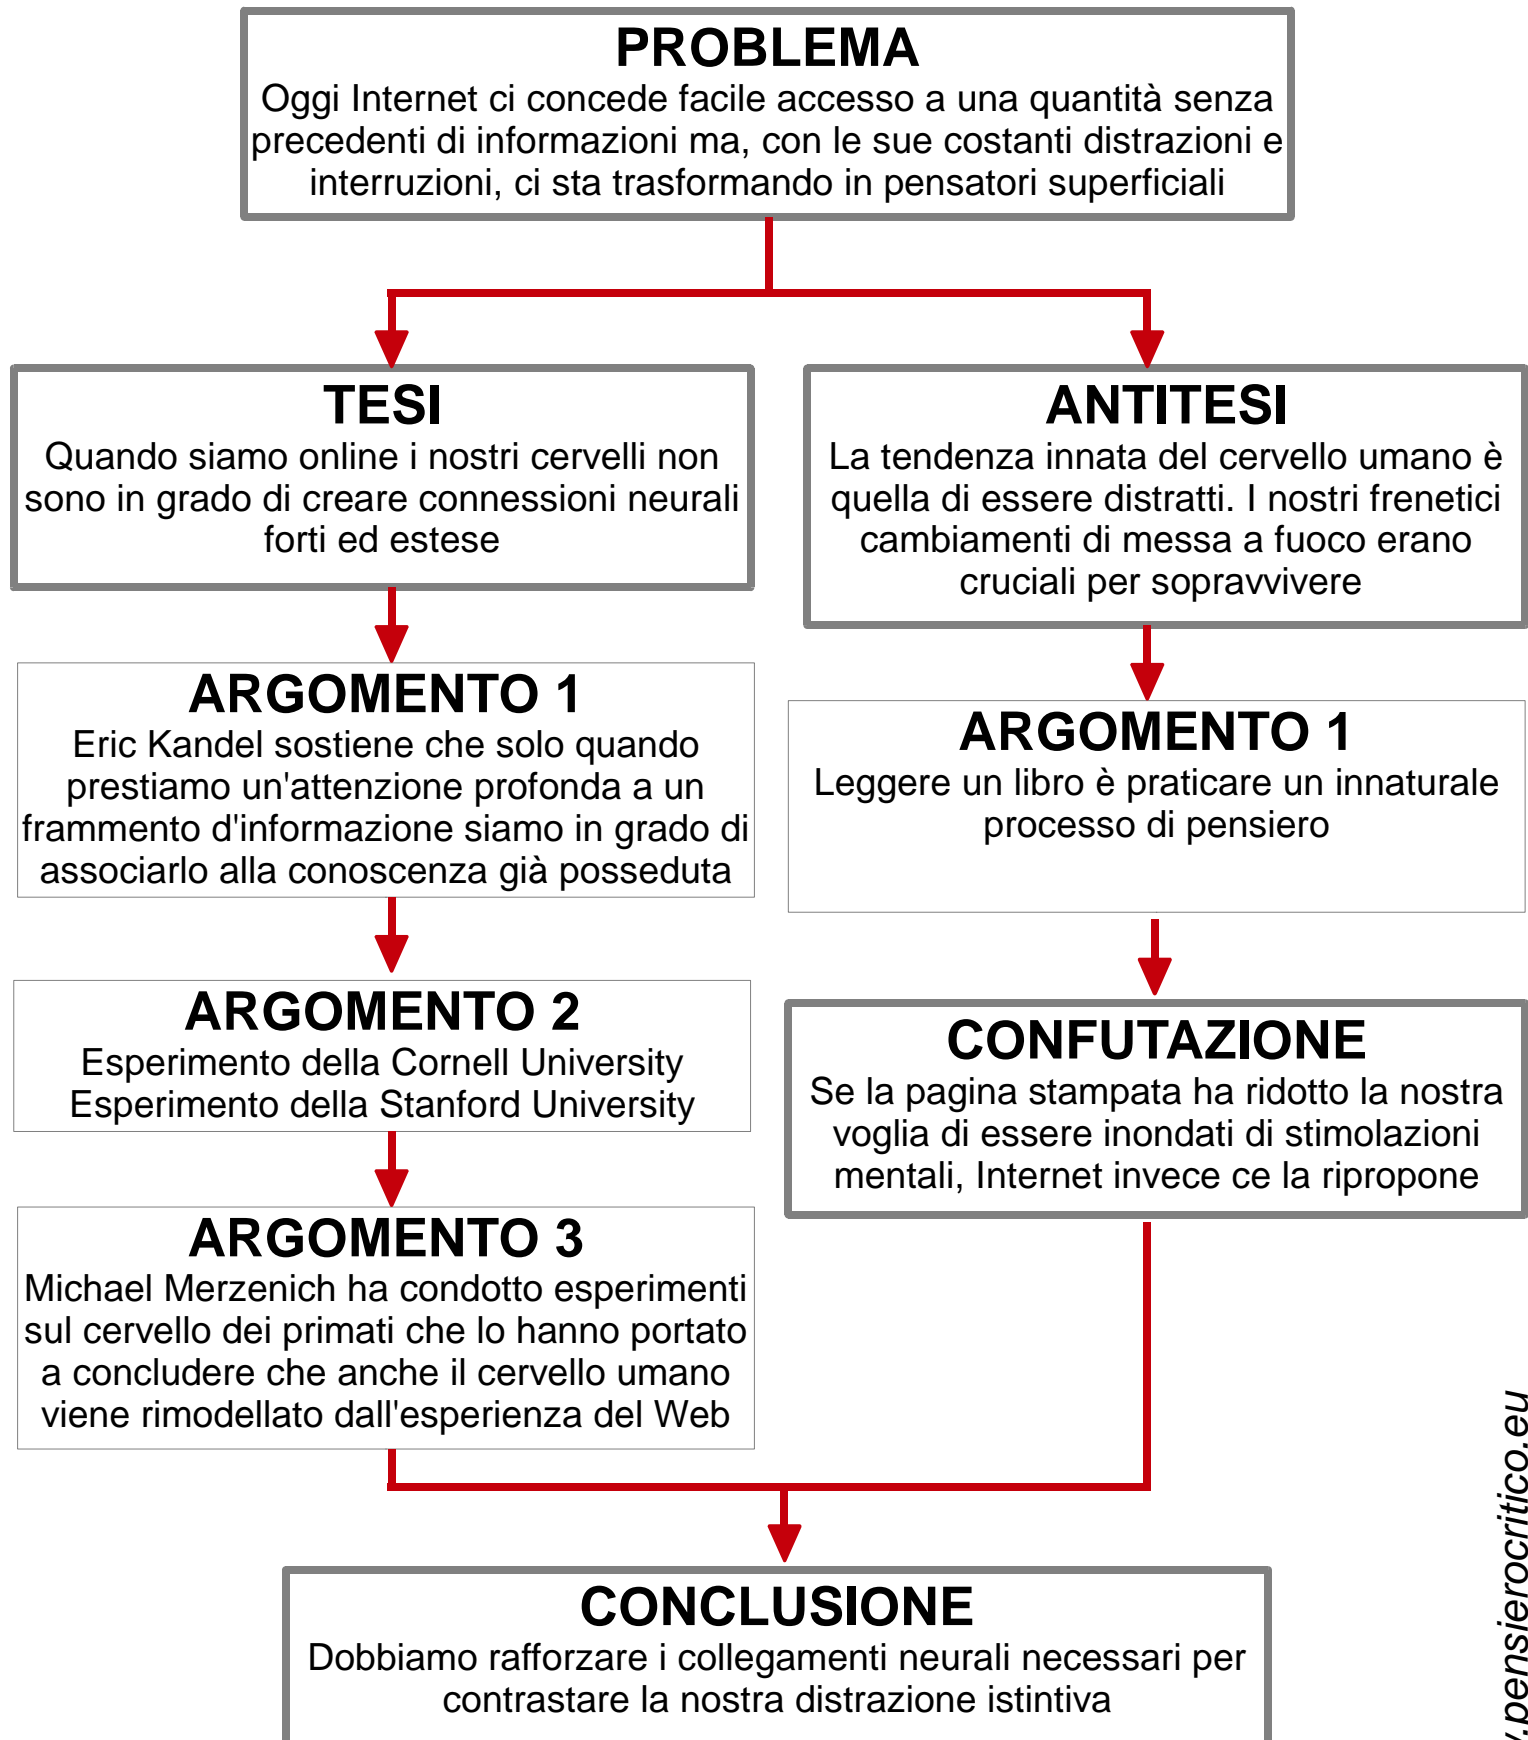 PROBLEMA
Oggi Internet ci concede facile accesso a una quantità senza
precedenti di informazioni ma, con le sue costanti distrazioni e
interruzioni, ci sta trasformando in pensatori superficiali
TESI
Quando siamo online i nostri cervelli non
sono in grado di creare connessioni neurali
forti ed estese
ARGOMENTO 1
Eric Kandel sostiene che solo quando
prestiamo un'attenzione profonda a un
frammento d'informazione siamo in grado di
associarlo alla conoscenza già posseduta
ARGOMENTO 2
Esperimento della Cornell University
Esperimento della Stanford University
ARGOMENTO 3
Michael Merzenich ha condotto esperimenti
sul cervello dei primati che lo hanno portato
a concludere che anche il cervello umano
viene rimodellato dall'esperienza del Web
ANTITESI
La tendenza innata del cervello umano è
quella di essere distratti. I nostri frenetici
cambiamenti di messa a fuoco erano
cruciali per sopravvivere
ARGOMENTO 1
Leggere un libro è praticare un innaturale
processo di pensiero
CONFUTAZIONE
Se la pagina stampata ha ridotto la nostra
voglia di essere inondati di stimolazioni
mentali, Internet invece ce la ripropone
CONCLUSIONE
Dobbiamo rafforzare i collegamenti neurali necessari per
contrastare la nostra distrazione istintiva
.pensierocritico.eu